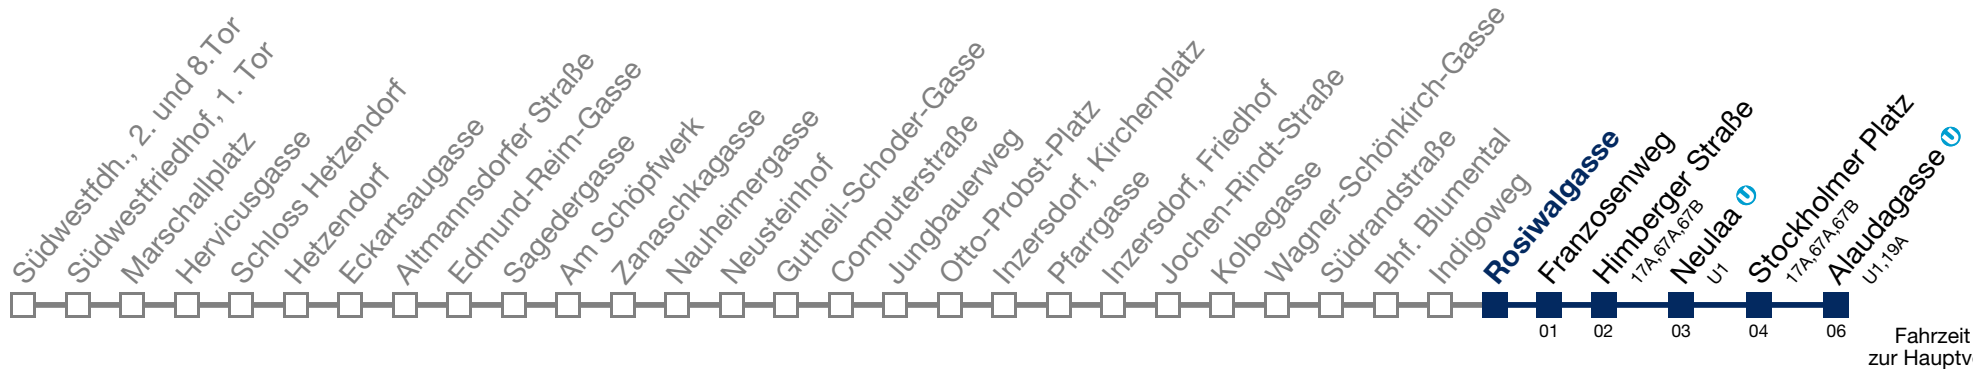 Südwestfdh., 2. und 8.Tor
Südwestfriedhof, 1. Tor
Marschallplatz
Hervicusgasse
Schloss Hetzendorf
Hetzendorf
Eckartsaugasse
Altmannsdorfer Straße
Edmund-Reim-Gasse
Sagedergasse
Am Schöpfwerk
Zanaschkagasse
Nauheimergasse
Neusteinhof
Gutheil-Schoder-Gasse
Computerstraße
Jungbauerweg
Otto-Probst-Platz
Inzersdorf, Kirchenplatz
Pfarrgasse
Inzersdorf, Friedhof
Jochen-Rindt-Straße
Kolbegasse
Wagner-Schönkirch-Gasse
Südrandstraße
Bhf. Blumental
Indigoweg
Rosiwalgasse
Franzosenweg
Himberger Straße
17A,67A,67B
Neulaa U
U1
Stockholmer Platz
17A,67A,67B
Alaudagasse U
U1,19A
01
02
03
04
06
Fahrzeit
zur Hauptv